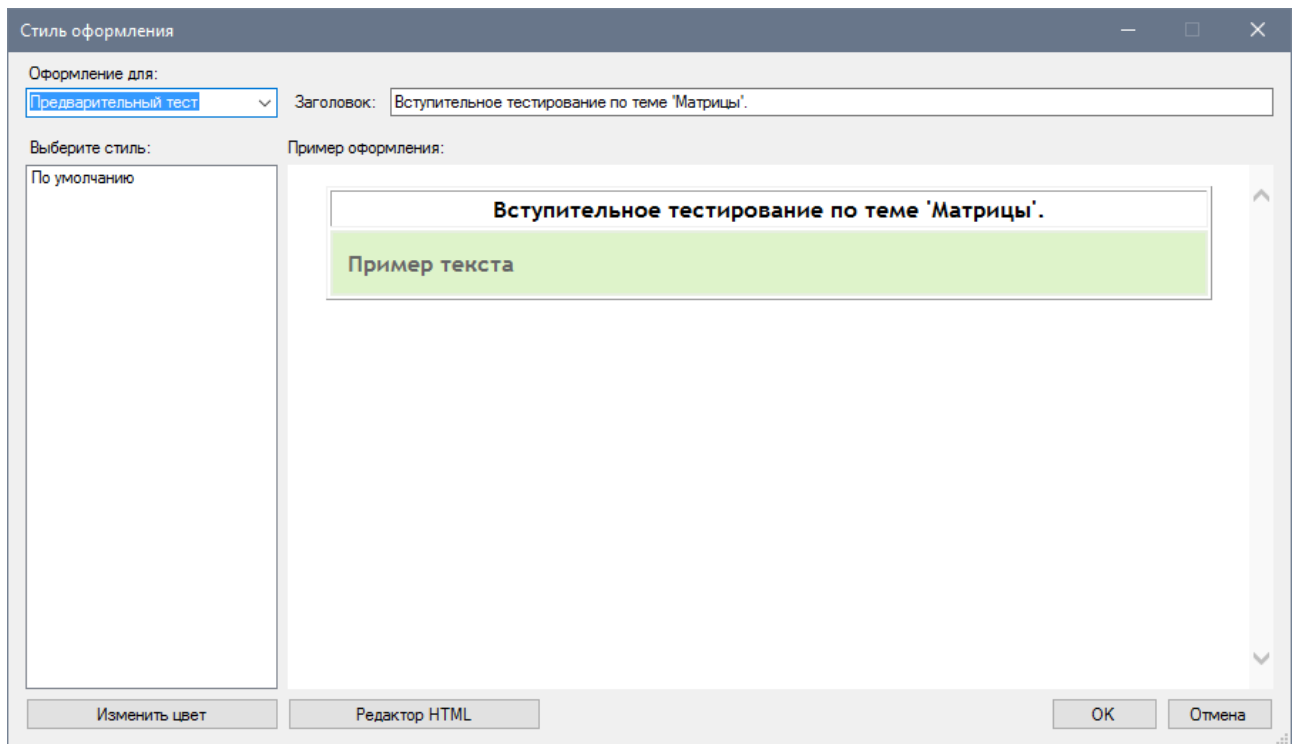 Стиль оформления
Оформление для:
Предварительный тест
Заголовок: Вступительное тестирование по теме 'Матрицы'.
Выберите стиль:
Пример оформления:
По умолчанию
Вступительное тестирование по теме 'Матрицы'.
Пример текста
Изменить цвет
Редактор HTML
OK
Отмена